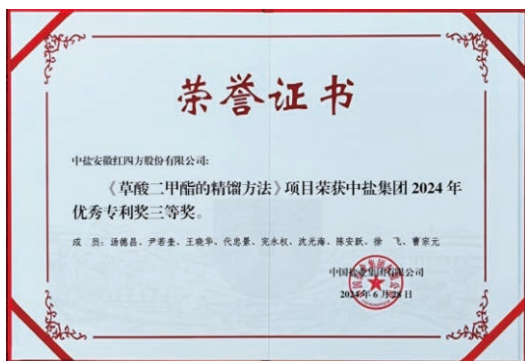 荣誉证书
中盐安徽红四方股份有限公司:
《草酸二甲酯的精馏方法》项目荣获中盐集团2024年
优秀专利奖三等奖。
成 员:汤德昌、尹若奎、王晓华、代忠景、完永权、沈光海、陈安跃、徐 飞、曹宗元
中国盐业集团有限公司
2024年6月28日